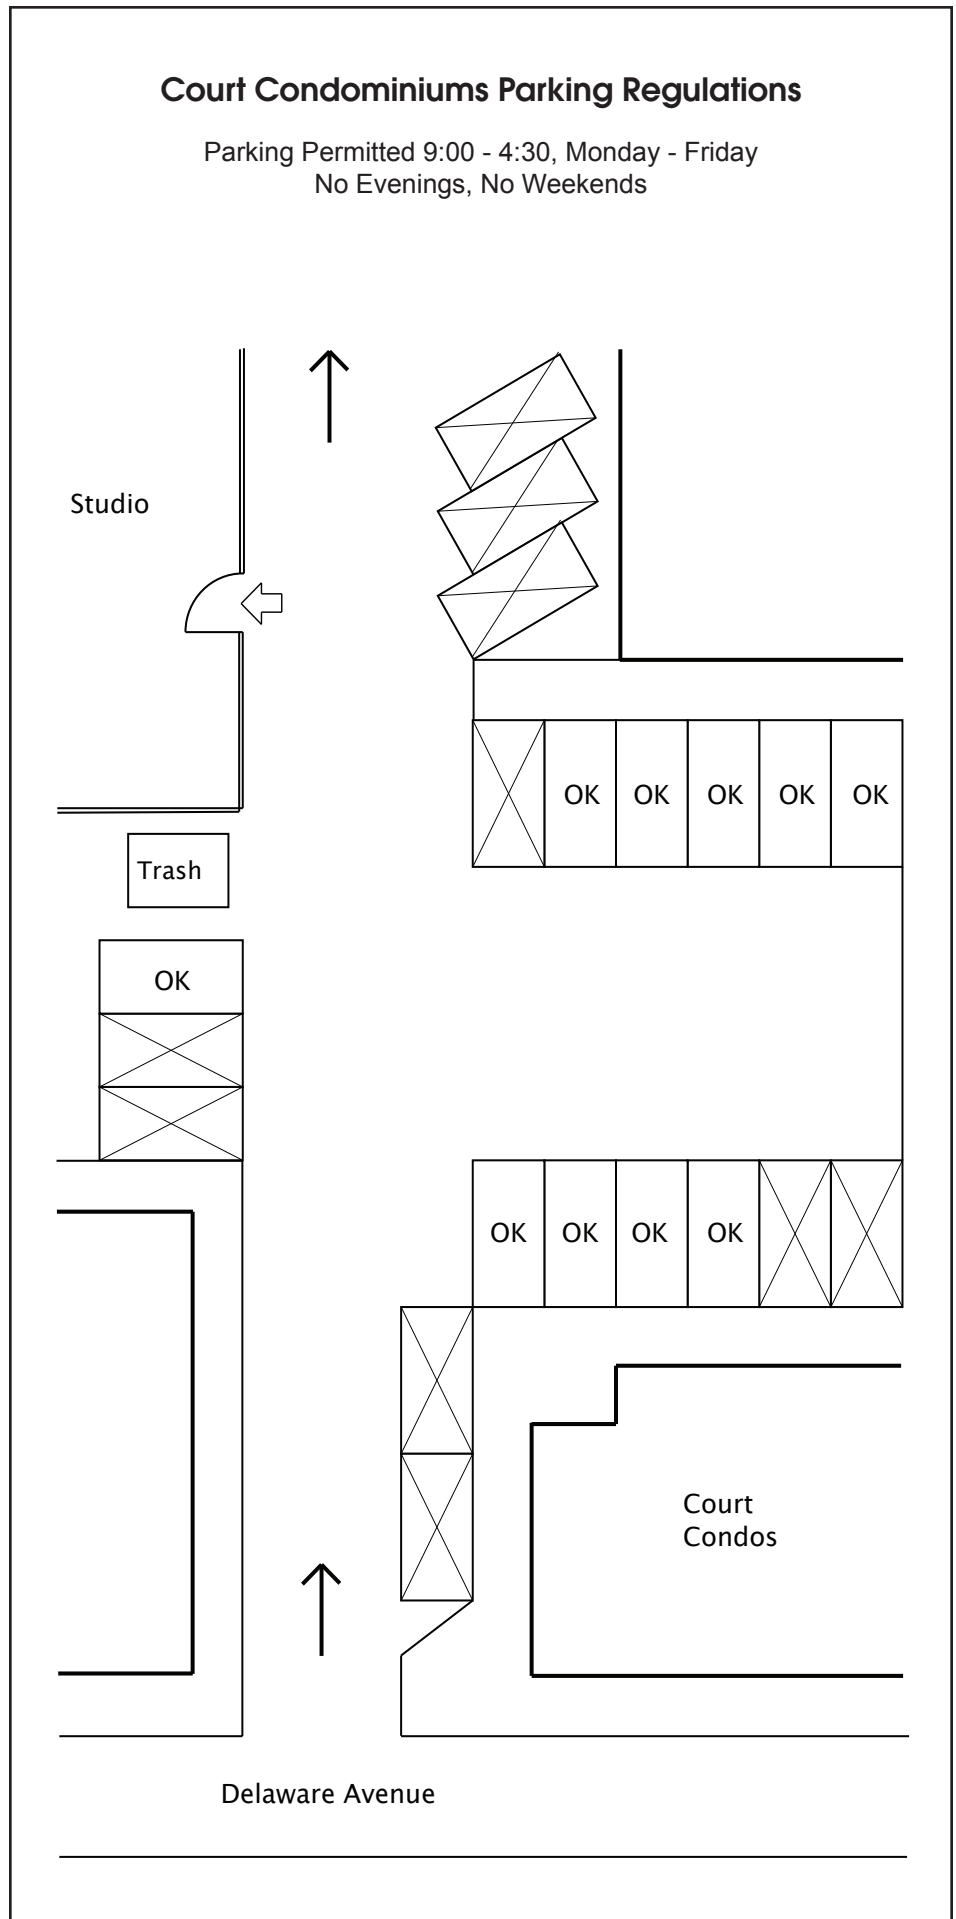 Court Condominiums Parking Regulations
Parking Permitted 9:00 - 4:30, Monday - Friday
No Evenings, No Weekends
Studio
OK OK OK OK OK
Trash
OK
OK OK OK OK
Court
Condos
Delaware Avenue